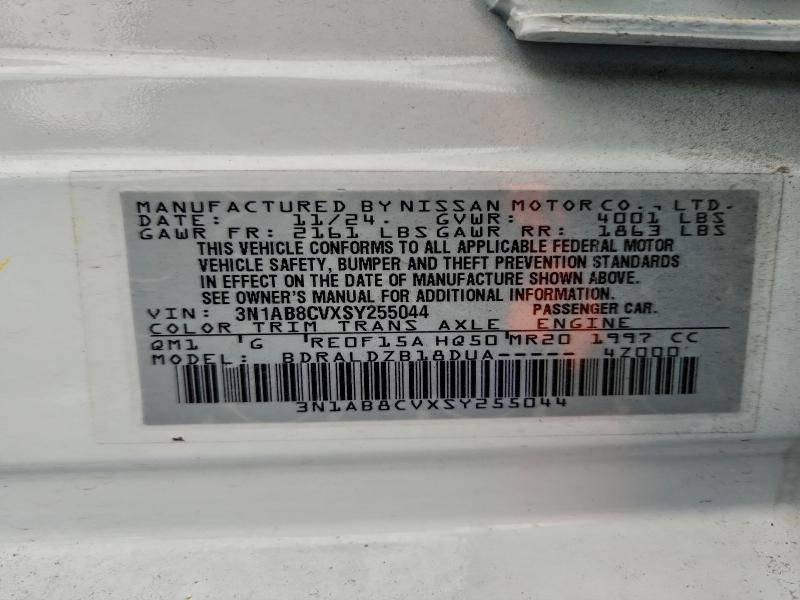 MANUFACTURED BY NISSAN MOTOR CO., LTD.
DATE: 11/24. GVWR: 4001 LBS
GAWR FR: 2161 LBS GAWR RR: 1863 LBS
THIS VEHICLE CONFORMS TO ALL APPLICABLE FEDERAL MOTOR
VEHICLE SAFETY, BUMPER AND THEFT PREVENTION STANDARDS
IN EFFECT ON THE DATE OF MANUFACTURE SHOWN ABOVE.
SEE OWNER'S MANUAL FOR ADDITIONAL INFORMATION.
VIN: 3N1AB8CVXSY255044 PASSENGER CAR.
COLOR TRIM TRANS AXLE ENGINE
QM1 'G RE0F15A HQ50 MR20 1997 CC
MODEL: BDRALDZB18DUA----- 4Z000'
3N1AB8CVXSY255044